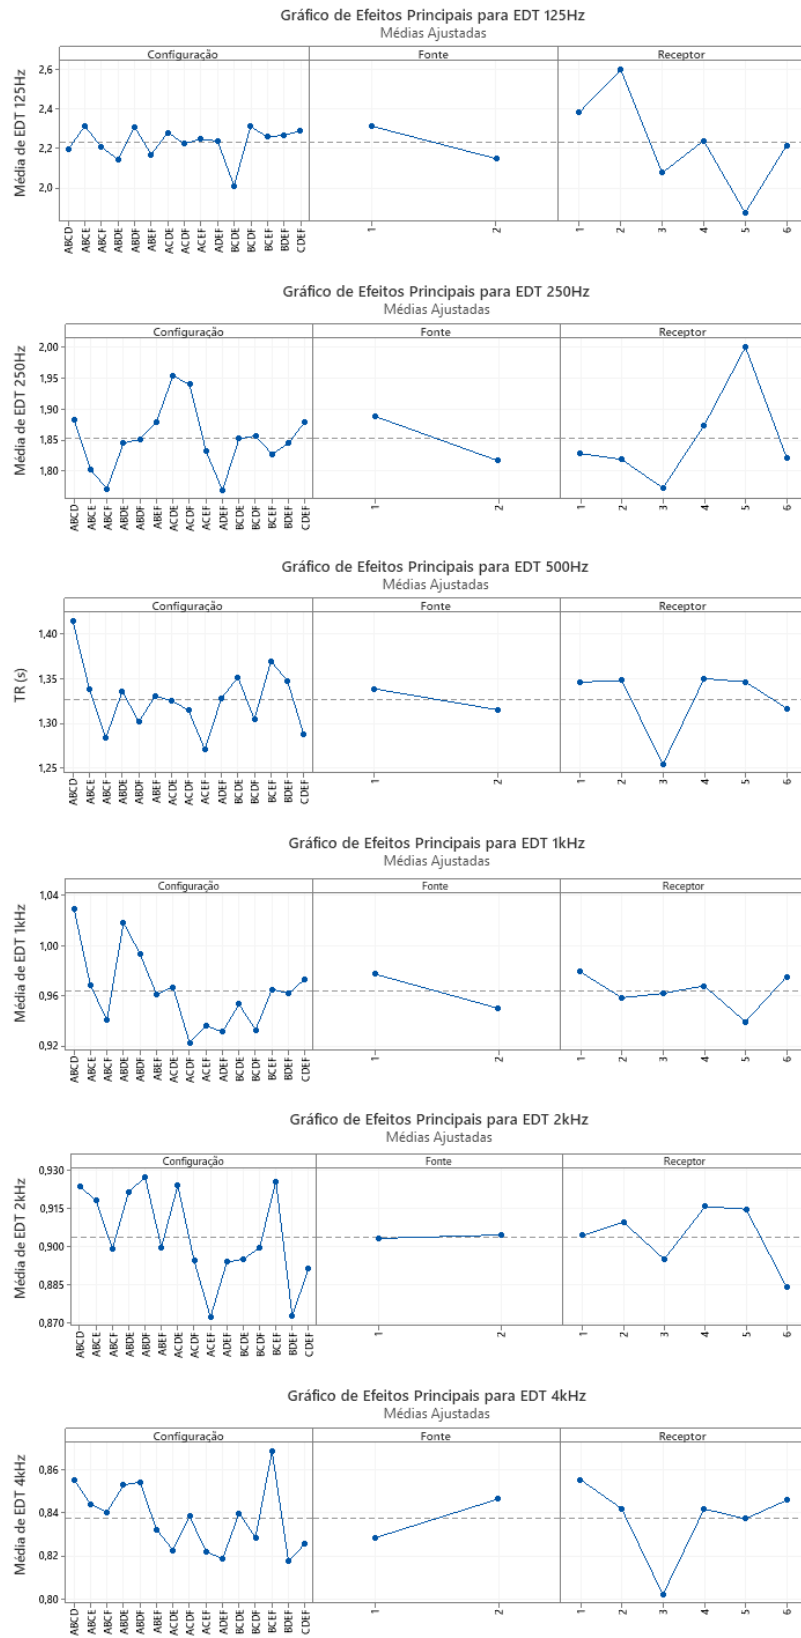 Gráfico de Efeitos Principais para EDT 125Hz
Médias Ajustadas
Configuração Fonte Receptor
Média de EDT 125Hz
2,6
2,4
2,2
2,0
ABCD ABCE ABCF ABDE ABDF ABEF ACDE ACDF ACEF ADEF BCDE BCDF BCEF BDEF CDEF 1 2 1 2 3 4 5 6
Gráfico de Efeitos Principais para EDT 250Hz
Médias Ajustadas
Configuração Fonte Receptor
Média de EDT 250Hz
2,00
1,95
1,90
1,85
1,80
ABCD ABCE ABCF ABDE ABDF ABEF ACDE ACDF ACEF ADEF BCDE BCDF BCEF BDEF CDEF 1 2 1 2 3 4 5 6
Gráfico de Efeitos Principais para EDT 500Hz
Médias Ajustadas
Configuração Fonte Receptor
TR (s)
1,40
1,35
1,30
1,25
ABCD ABCE ABCF ABDE ABDF ABEF ACDE ACDF ACEF ADEF BCDE BCDF BCEF BDEF CDEF 1 2 1 2 3 4 5 6
Gráfico de Efeitos Principais para EDT 1kHz
Médias Ajustadas
Configuração Fonte Receptor
Média de EDT 1kHz
1,04
1,00
0,96
0,92
ABCD ABCE ABCF ABDE ABDF ABEF ACDE ACDF ACEF ADEF BCDE BCDF BCEF BDEF CDEF 1 2 1 2 3 4 5 6
Gráfico de Efeitos Principais para EDT 2kHz
Médias Ajustadas
Configuração Fonte Receptor
Média de EDT 2kHz
0,930
0,915
0,900
0,885
0,870
ABCD ABCE ABCF ABDE ABDF ABEF ACDE ACDF ACEF ADEF BCDE BCDF BCEF BDEF CDEF 1 2 1 2 3 4 5 6
Gráfico de Efeitos Principais para EDT 4kHz
Médias Ajustadas
Configuração Fonte Receptor
Média de EDT 4kHz
0,86
0,84
0,82
0,80
ABCD ABCE ABCF ABDE ABDF ABEF ACDE ACDF ACEF ADEF BCDE BCDF BCEF BDEF CDEF 1 2 1 2 3 4 5 6